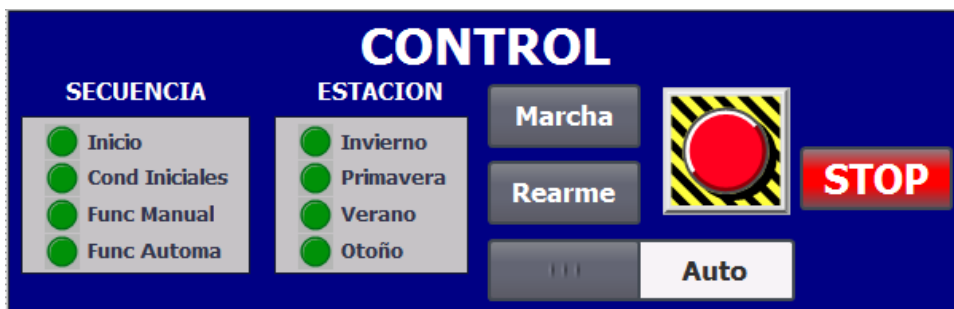 CONTROL
SECUENCIA
Inicio
Cond Iniciales
Func Manual
Func Automa
ESTACION
Invierno
Primavera
Verano
Otoño
Marcha
Rearme
STOP
Auto